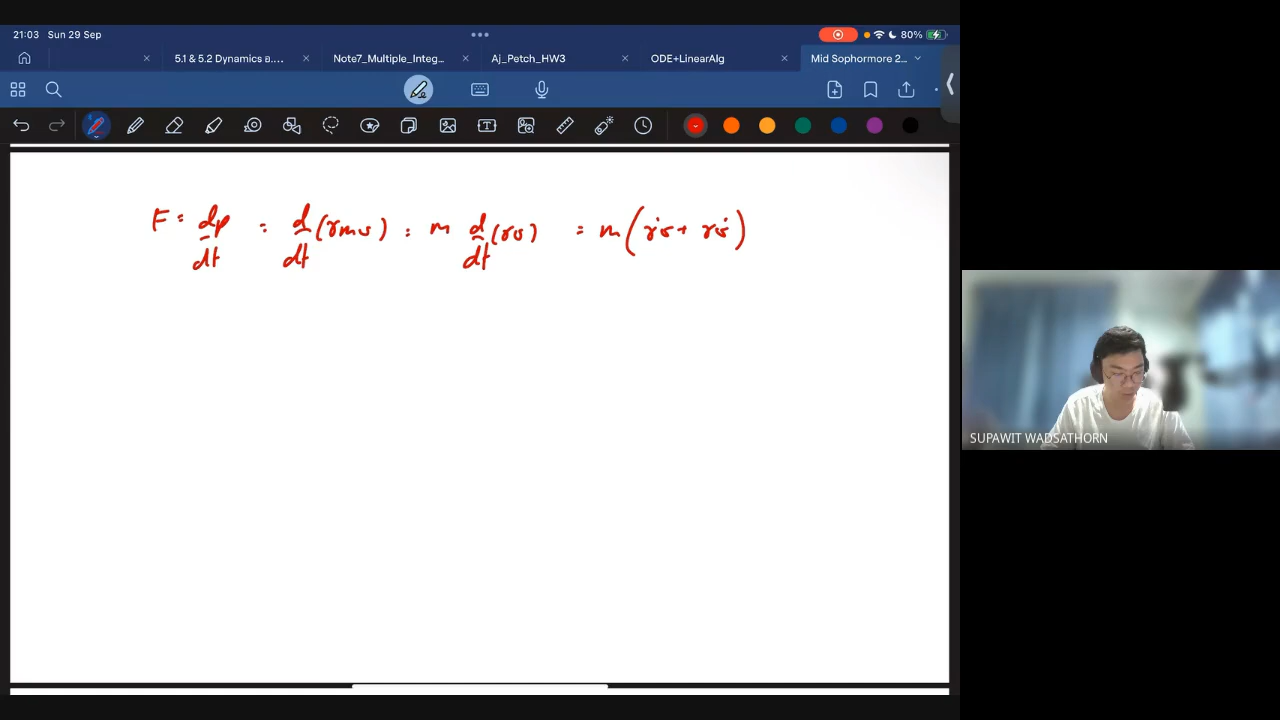 21:03 Sun 29 Sep
80%
5.1 & 5.2 Dynamics a....
Note7_Multiple_Integ...
Aj_Petch_HW3
ODE+LinearAlg
Mid Sophormore 2...
F = dp/dt = d/dt (γmv) = m d/dt (γv) = m(γ̇v + γv̇)
SUPAWIT WADSATHORN